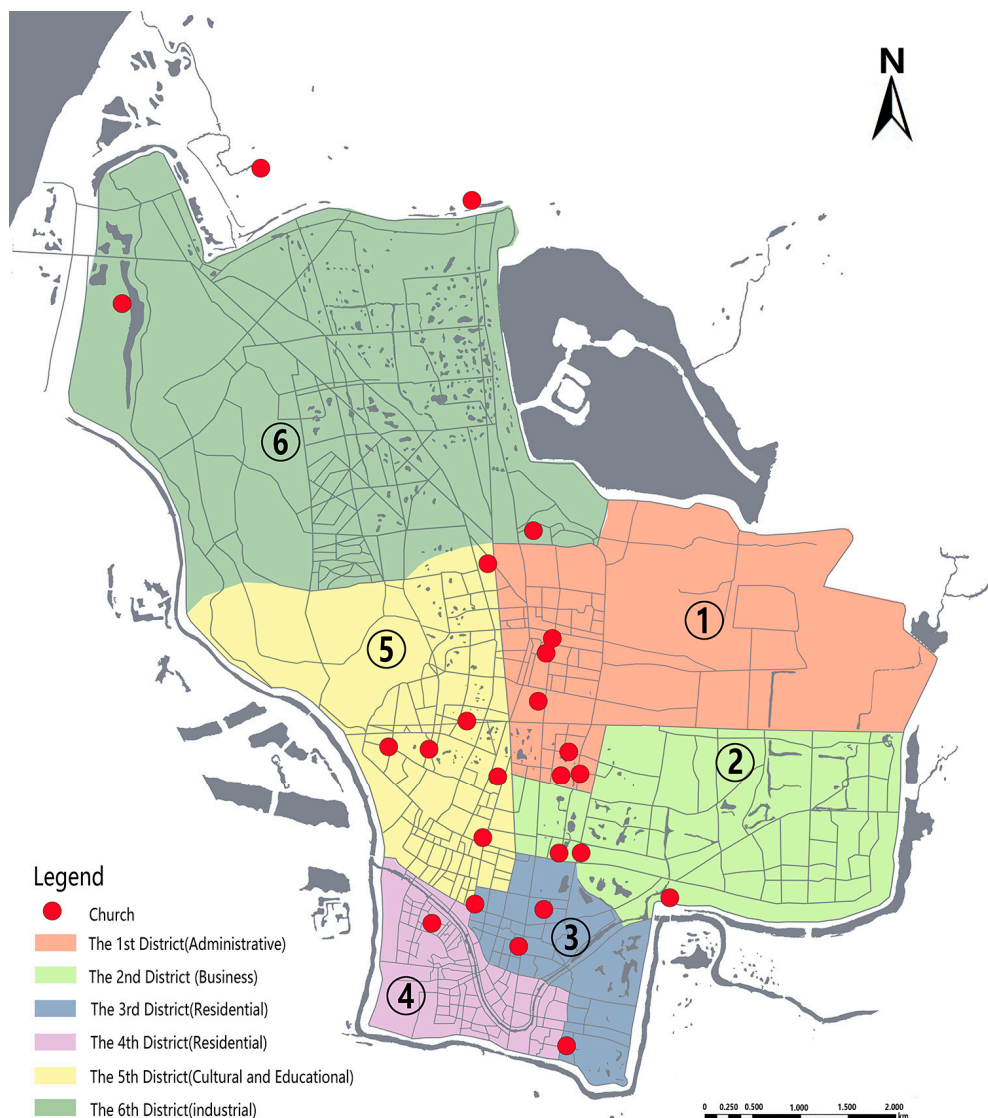 N
⑥
①
⑤
②
③
④
Legend
Church
The 1st District(Administrative)
The 2nd District (Business)
The 3rd District(Residential)
The 4th District(Residential)
The 5th District(Cultural and Educational)
The 6th District(industrial)
0 0.250 0.500 1.000 1.500 2.000
km